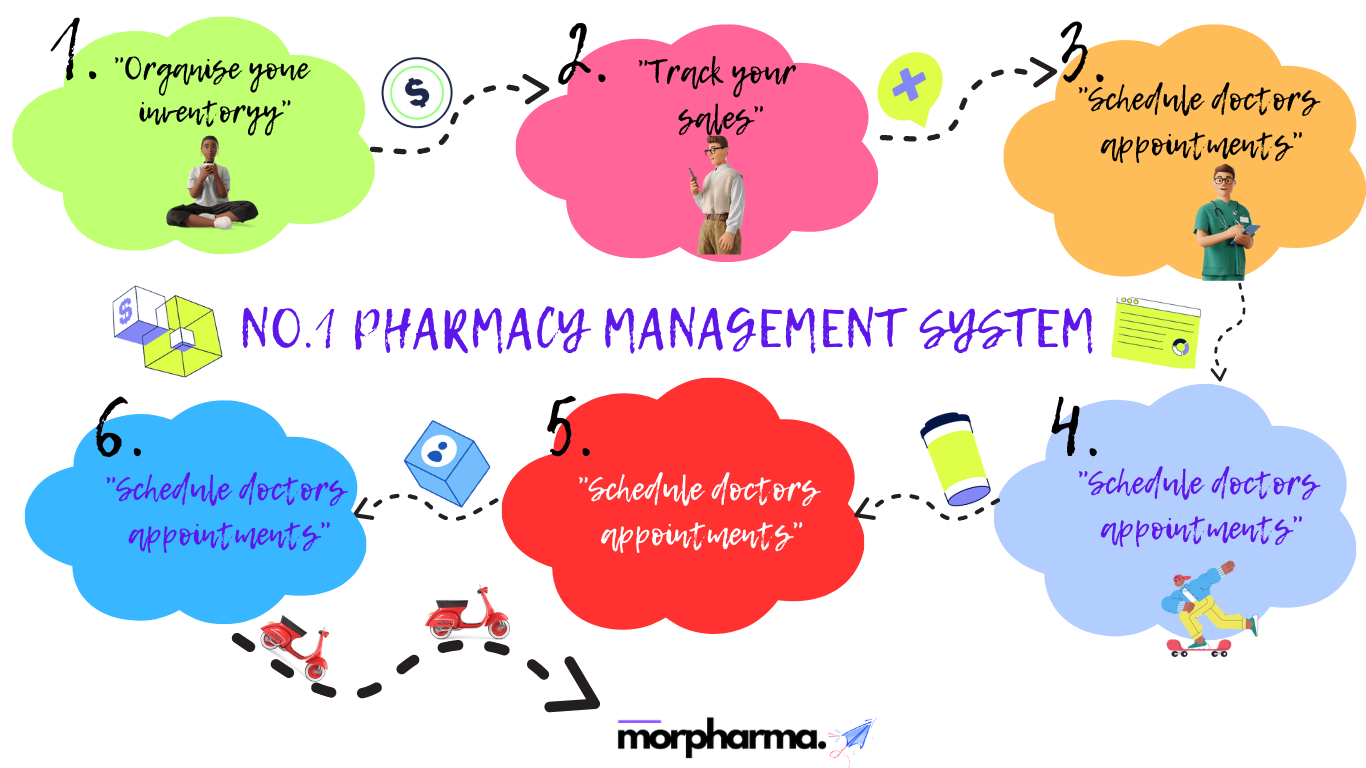 1.
"Organise youe
inventoryy"
$
2.
"Track your
sales"
3.
"Schedule doctors
appointments"
$
NO.1 PHARMACY MANAGEMENT SYSTEM
4.
"Schedule doctors
appointments"
5.
"Schedule doctors
appointments"
6.
"Schedule doctors
appointments"
morpharma.